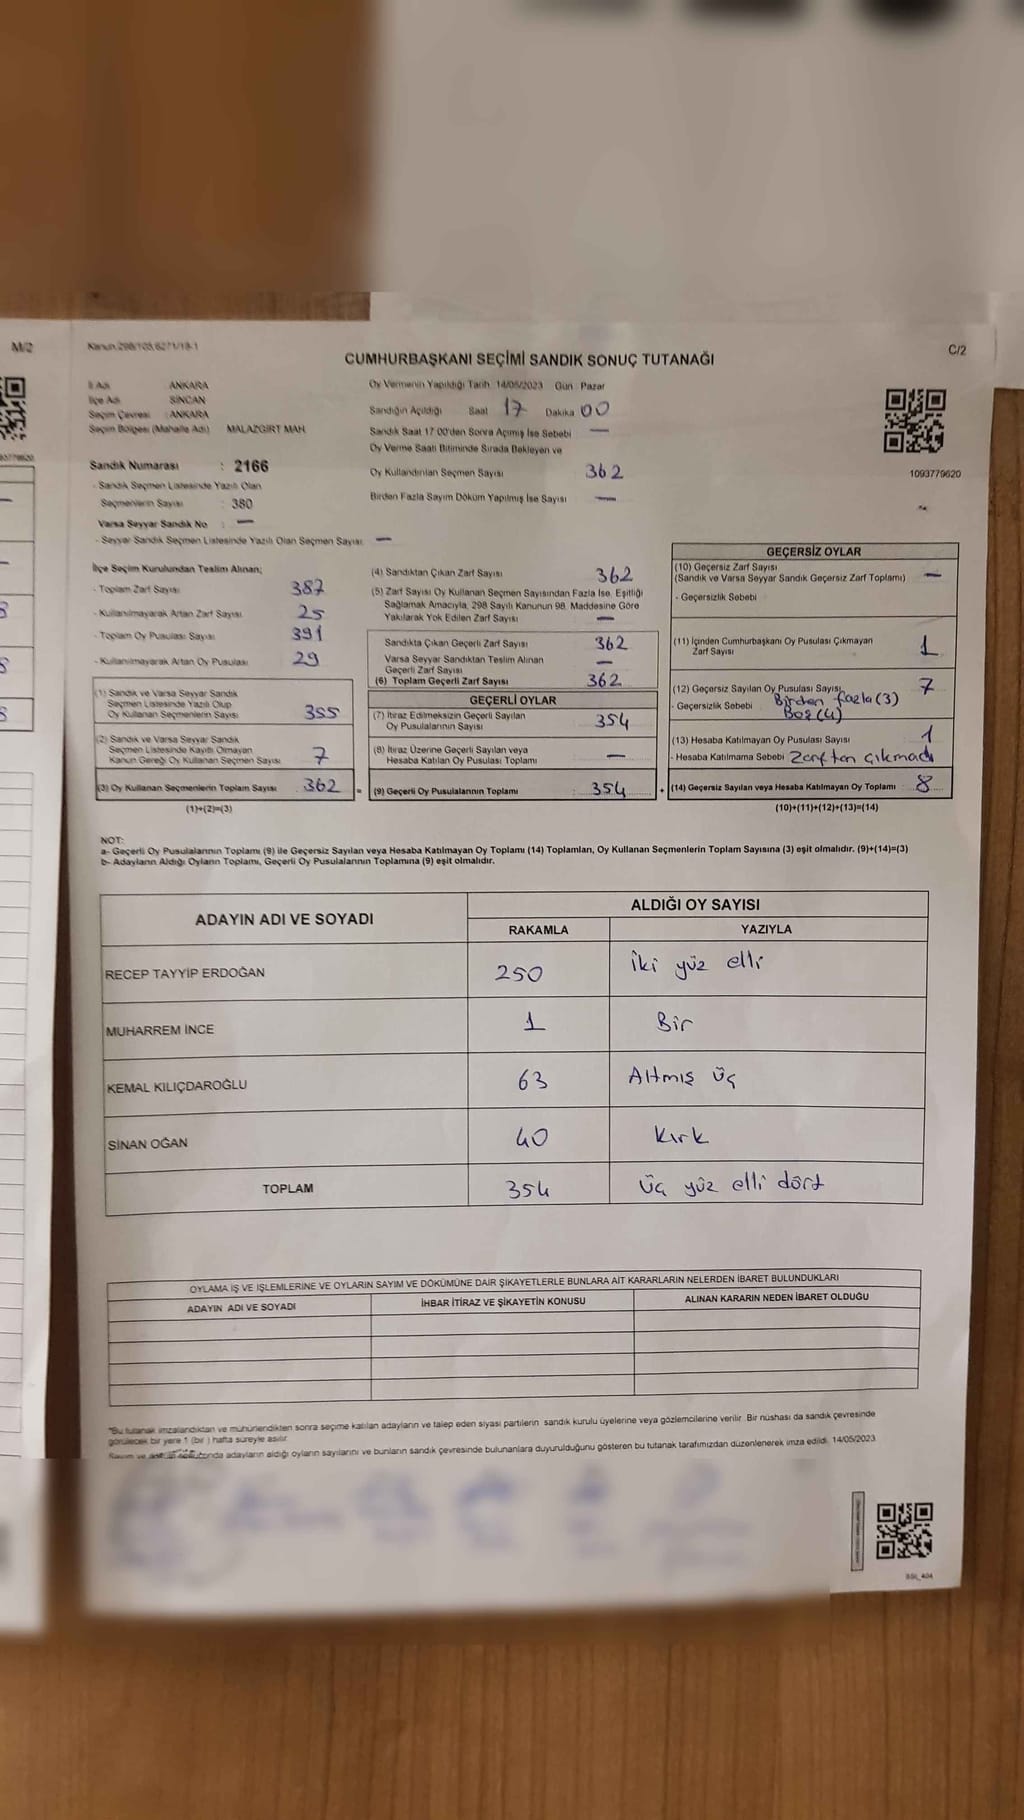 M/2
Kanun:298/105,6271/18-1
C/2
CUMHURBAŞKANI SEÇİMİ SANDIK SONUÇ TUTANAĞI
İl Adı ANKARA
İlçe Adı SİNCAN
Seçim Çevresi : ANKARA
Seçim Bölgesi (Mahalle Adı) MALAZGİRT MAH.
Sandık Numarası : 2166
- Sandık Seçmen Listesinde Yazılı Olan
Seçmenlerin Sayısı : 380
Varsa Seyyar Sandık No : —
- Seyyar Sandık Seçmen Listesinde Yazılı Olan Seçmen Sayısı: —
Oy Vermenin Yapıldığı Tarih: 14/05/2023 Gün : Pazar
Sandığın Açıldığı Saat 17 Dakika 00
Sandık Saat 17:00'den Sonra Açılmış İse Sebebi —
Oy Verme Saati Bitiminde Sırada Bekleyen ve
Oy Kullandırılan Seçmen Sayısı 362
Birden Fazla Sayım Döküm Yapılmış İse Sayısı —
1093779620
İlçe Seçim Kurulundan Teslim Alınan;
- Toplam Zarf Sayısı 387
- Kullanılmayarak Artan Zarf Sayısı 25
- Toplam Oy Pusulası Sayısı 391
- Kullanılmayarak Artan Oy Pusulası 29
(1) Sandık ve Varsa Seyyar Sandık
Seçmen Listesinde Yazılı Olup
Oy Kullanan Seçmenlerin Sayısı 355
(2) Sandık ve Varsa Seyyar Sandık
Seçmen Listesinde Kayıtlı Olmayan
Kanun Gereği Oy Kullanan Seçmen Sayısı 7
(3) Oy Kullanan Seçmenlerin Toplam Sayısı : 362 =
(1)+(2)=(3)
(4) Sandıktan Çıkan Zarf Sayısı 362
(5) Zarf Sayısı Oy Kullanan Seçmen Sayısından Fazla İse, Eşitliği
Sağlamak Amacıyla, 298 Sayılı Kanunun 98. Maddesine Göre
Yakılarak Yok Edilen Zarf Sayısı —
Sandıkta Çıkan Geçerli Zarf Sayısı 362
Varsa Seyyar Sandıktan Teslim Alınan
Geçerli Zarf Sayısı —
(6) Toplam Geçerli Zarf Sayısı 362
GEÇERLİ OYLAR
(7) İtiraz Edilmeksizin Geçerli Sayılan
Oy Pusulalarının Sayısı 354
(8) İtiraz Üzerine Geçerli Sayılan veya
Hesaba Katılan Oy Pusulası Toplamı —
(9) Geçerli Oy Pusulalarının Toplamı : 354 +
GEÇERSİZ OYLAR
(10) Geçersiz Zarf Sayısı
(Sandık ve Varsa Seyyar Sandık Geçersiz Zarf Toplamı) —
- Geçersizlik Sebebi
(11) İçinden Cumhurbaşkanı Oy Pusulası Çıkmayan
Zarf Sayısı 1
(12) Geçersiz Sayılan Oy Pusulası Sayısı 7
- Geçersizlik Sebebi Birden fazla (3)
Boş (4)
(13) Hesaba Katılmayan Oy Pusulası Sayısı 1
- Hesaba Katılmama Sebebi Zarftan çıkmadı
(14) Geçersiz Sayılan veya Hesaba Katılmayan Oy Toplamı : 8
(10)+(11)+(12)+(13)=(14)
NOT:
a- Geçerli Oy Pusulalarının Toplamı (9) ile Geçersiz Sayılan veya Hesaba Katılmayan Oy Toplamı (14) Toplamları, Oy Kullanan Seçmenlerin Toplam Sayısına (3) eşit olmalıdır. (9)+(14)=(3)
b- Adayların Aldığı Oyların Toplamı, Geçerli Oy Pusulalarının Toplamına (9) eşit olmalıdır.
ADAYIN ADI VE SOYADI
ALDIĞI OY SAYISI
RAKAMLA YAZIYLA
RECEP TAYYİP ERDOĞAN 250 İki yüz elli
MUHARREM İNCE 1 Bir
KEMAL KILIÇDAROĞLU 63 Altmış üç
SİNAN OĞAN 40 Kırk
TOPLAM 354 Üç yüz elli dört
OYLAMA İŞ VE İŞLEMLERİNE VE OYLARIN SAYIM VE DÖKÜMÜNE DAİR ŞİKAYETLERLE BUNLARA AİT KARARLARIN NELERDEN İBARET BULUNDUKLARI
ADAYIN ADI VE SOYADI İHBAR İTİRAZ VE ŞİKAYETİN KONUSU ALINAN KARARIN NEDEN İBARET OLDUĞU
*Bu tutanak imzalandıktan ve mühürlendikten sonra seçime katılan adayların ve talep eden siyasi partilerin sandık kurulu üyelerine veya gözlemcilerine verilir. Bir nüshası da sandık çevresinde
görülecek bir yere 1 (bir ) hafta süreyle asılır.
adayların aldığı oyların sayılarını ve bunların sandık çevresinde bulunanlara duyurulduğunu gösteren bu tutanak tarafımızdan düzenlenerek imza edildi. 14/05/2023